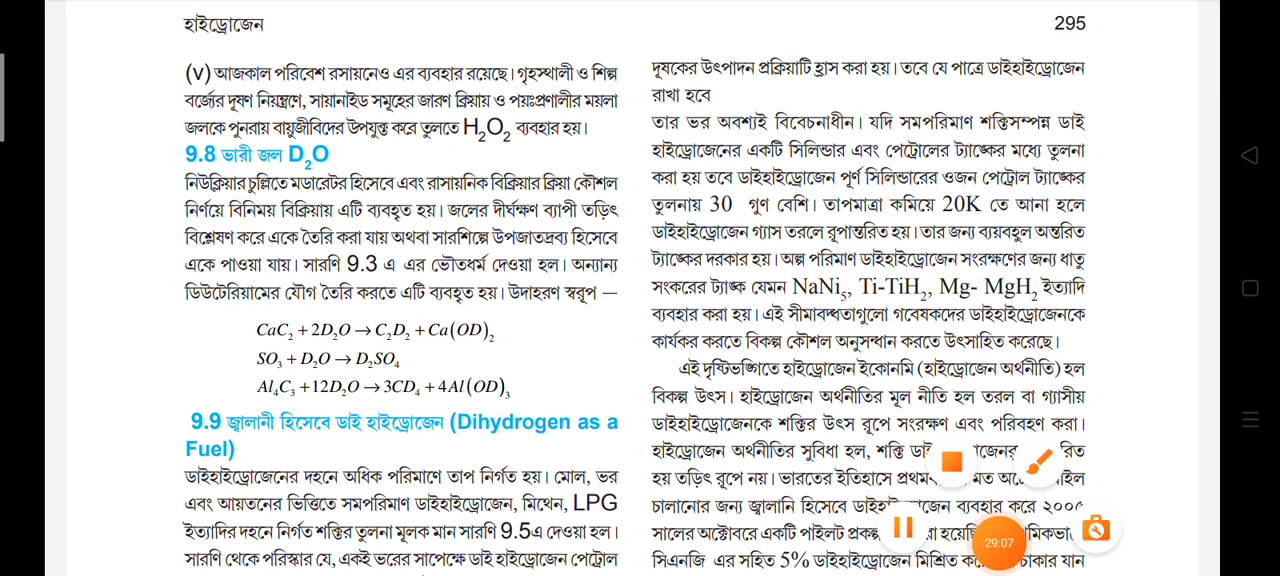 হাইড্রোজেন
295
(v) আজকাল পরিবেশ রসায়নেও এর ব্যবহার রয়েছে। গৃহস্থালী ও শিল্প
বর্জ্যের দূষণ নিয়ন্ত্রণে, সায়ানাইড সমূহের জারণ ক্রিয়ায় ও পয়ঃপ্রণালীর ময়লা
জলকে পুনরায় বায়ুজীবিদের উপযুক্ত করে তুলতে H₂O₂ ব্যবহার হয়।
9.8 ভারী জল D₂O
নিউক্লিয়ার চুল্লিতে মডারেটর হিসেবে এবং রাসায়নিক বিক্রিয়ার ক্রিয়া কৌশল
নির্ণয়ে বিনিময় বিক্রিয়ায় এটি ব্যবহৃত হয়। জলের দীর্ঘক্ষণ ব্যাপী তড়িৎ
বিশ্লেষণ করে একে তৈরি করা যায় অথবা সারশিল্পে উপজাতদ্রব্য হিসেবে
একে পাওয়া যায়। সারণি 9.3 এ এর ভৌতধর্ম দেওয়া হল। অন্যান্য
ডিউটেরিয়ামের যৌগ তৈরি করতে এটি ব্যবহৃত হয়। উদাহরণ স্বরূপ —
CaC₂ + 2D₂O → C₂D₂ + Ca(OD)₂
SO₃ + D₂O → D₂SO₄
Al₄C₃ + 12D₂O → 3CD₄ + 4Al(OD)₃
9.9 জ্বালানী হিসেবে ডাই হাইড্রোজেন (Dihydrogen as a
Fuel)
ডাইহাইড্রোজেনের দহনে অধিক পরিমাণে তাপ নির্গত হয়। মোল, ভর
এবং আয়তনের ভিত্তিতে সমপরিমাণ ডাইহাইড্রোজেন, মিথেন, LPG
ইত্যাদির দহনে নির্গত শক্তির তুলনা মূলক মান সারণি 9.5এ দেওয়া হল।
সারণি থেকে পরিস্কার যে, একই ভরের সাপেক্ষে ডাই হাইড্রোজেন পেট্রোল
দূষকের উৎপাদন প্রক্রিয়াটি হ্রাস করা হয়। তবে যে পাত্রে ডাইহাইড্রোজেন
রাখা হবে
তার ভর অবশ্যই বিবেচনাধীন। যদি সমপরিমাণ শক্তিসম্পন্ন ডাই
হাইড্রোজেনের একটি সিলিন্ডার এবং পেট্রোলের ট্যাঙ্কের মধ্যে তুলনা
করা হয় তবে ডাইহাইড্রোজেন পূর্ণ সিলিন্ডারের ওজন পেট্রোল ট্যাঙ্কের
তুলনায় 30 গুণ বেশি। তাপমাত্রা কমিয়ে 20K তে আনা হলে
ডাইহাইড্রোজেন গ্যাস তরলে রূপান্তরিত হয়। তার জন্য ব্যয়বহুল অন্তরিত
ট্যাঙ্কের দরকার হয়। অল্প পরিমাণ ডাইহাইড্রোজেন সংরক্ষণের জন্য ধাতু
সংকরের ট্যাঙ্ক যেমন NaNi₅, Ti-TiH₂, Mg- MgH₂ ইত্যাদি
ব্যবহার করা হয়। এই সীমাবদ্ধতাগুলো গবেষকদের ডাইহাইড্রোজেনকে
কার্যকর করতে বিকল্প কৌশল অনুসন্ধান করতে উৎসাহিত করেছে।
এই দৃষ্টিভঙ্গিতে হাইড্রোজেন ইকোনমি (হাইড্রোজেন অর্থনীতি) হল
বিকল্প উৎস। হাইড্রোজেন অর্থনীতির মূল নীতি হল তরল বা গ্যাসীয়
ডাইহাইড্রোজেনকে শক্তির উৎস রূপে সংরক্ষণ এবং পরিবহণ করা।
হাইড্রোজেন অর্থনীতির সুবিধা হল, শক্তি
হয় তড়িৎ রূপে নয়। ভারতের ইতিহাসে
চালানোর জন্য জ্বালানি হিসেবে ব্যবহার করে ২০০৫
সালের অক্টোবরে একটি পাইলট
সিএনজি এর সহিত 5% ডাইহাইড্রোজেন মিশ্রিত চাকার যান
29:07